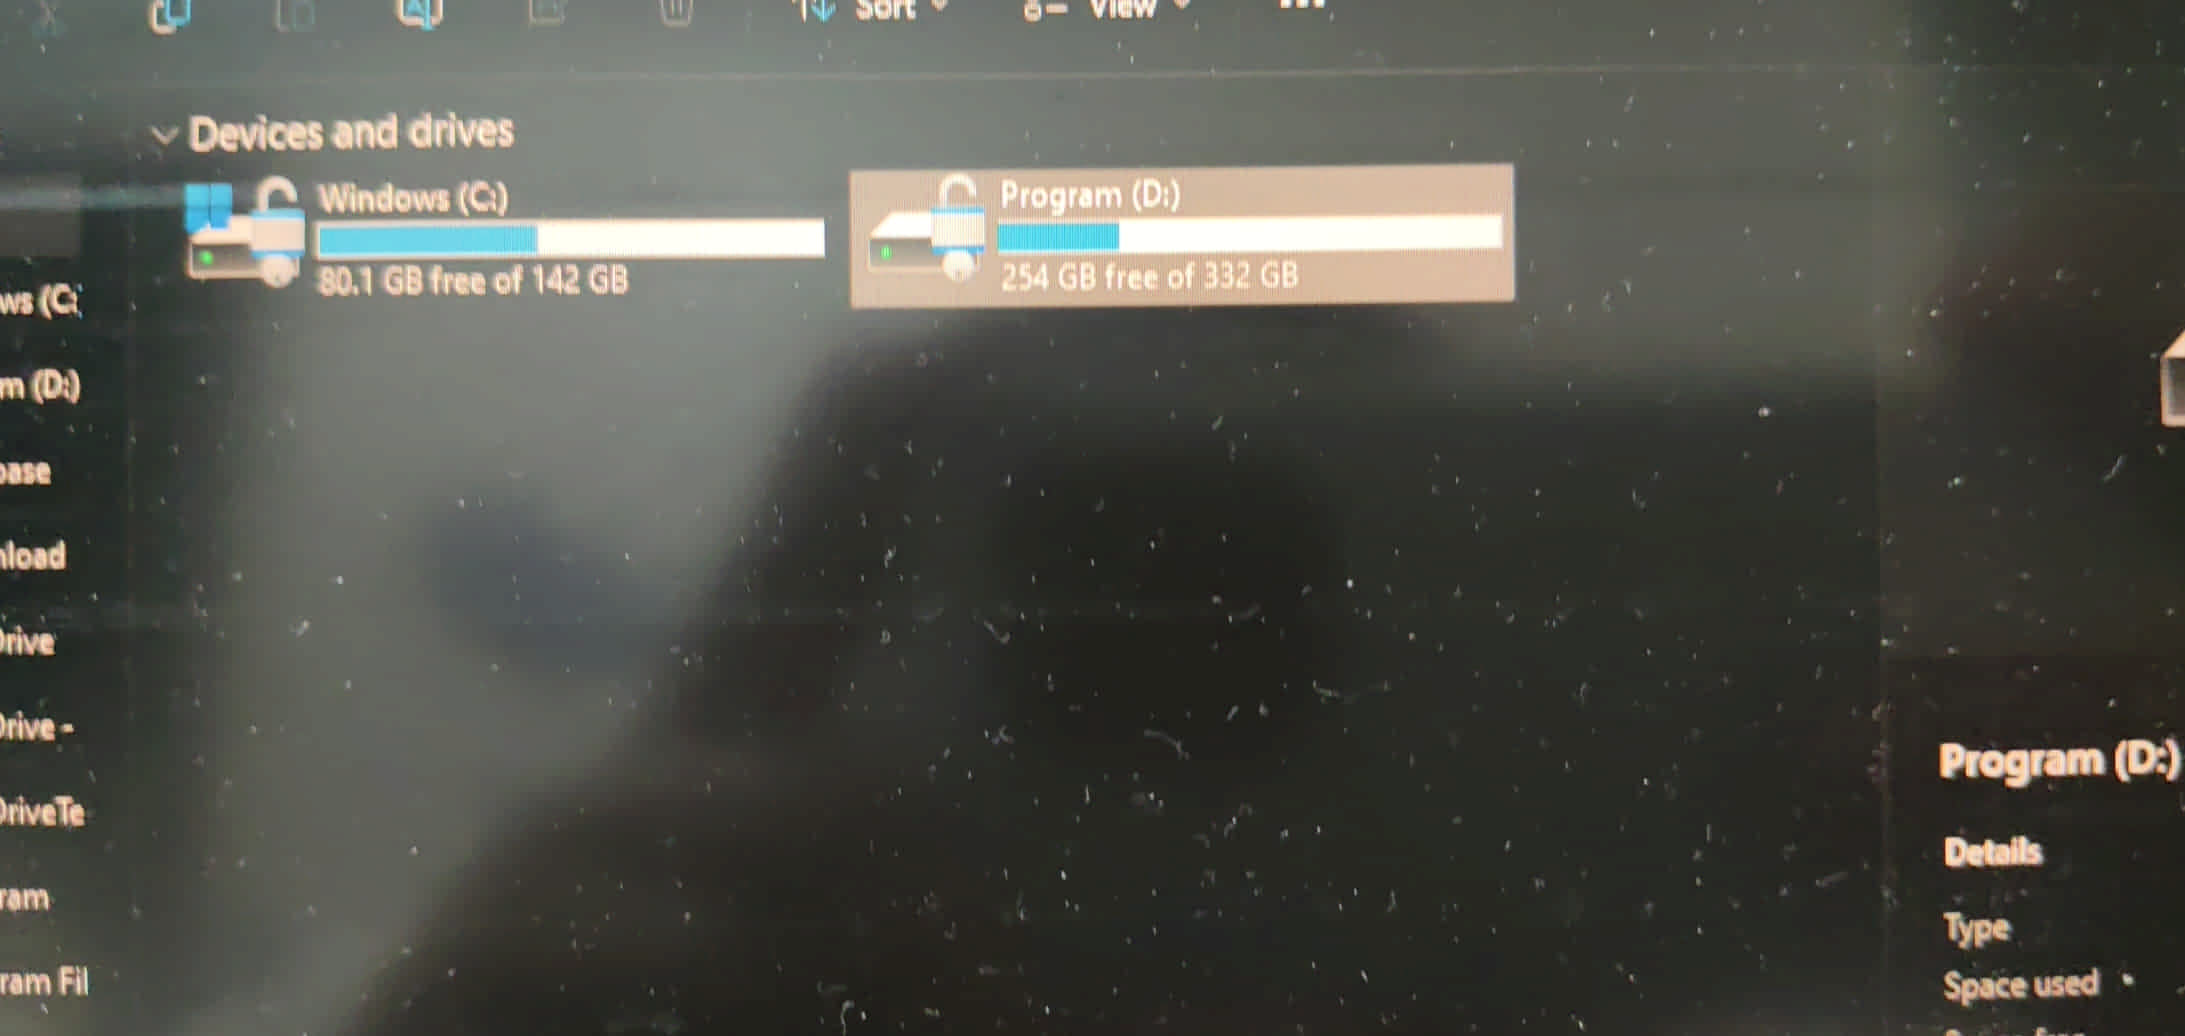 Sort
View
Devices and drives
Windows (C:)
80.1 GB free of 142 GB
Program (D:)
254 GB free of 332 GB
ws (C:
m (D:)
base
nload
Drive
Drive -
DriveTe
ram
ram Fil
Program (D:)
Details
Type
Space used